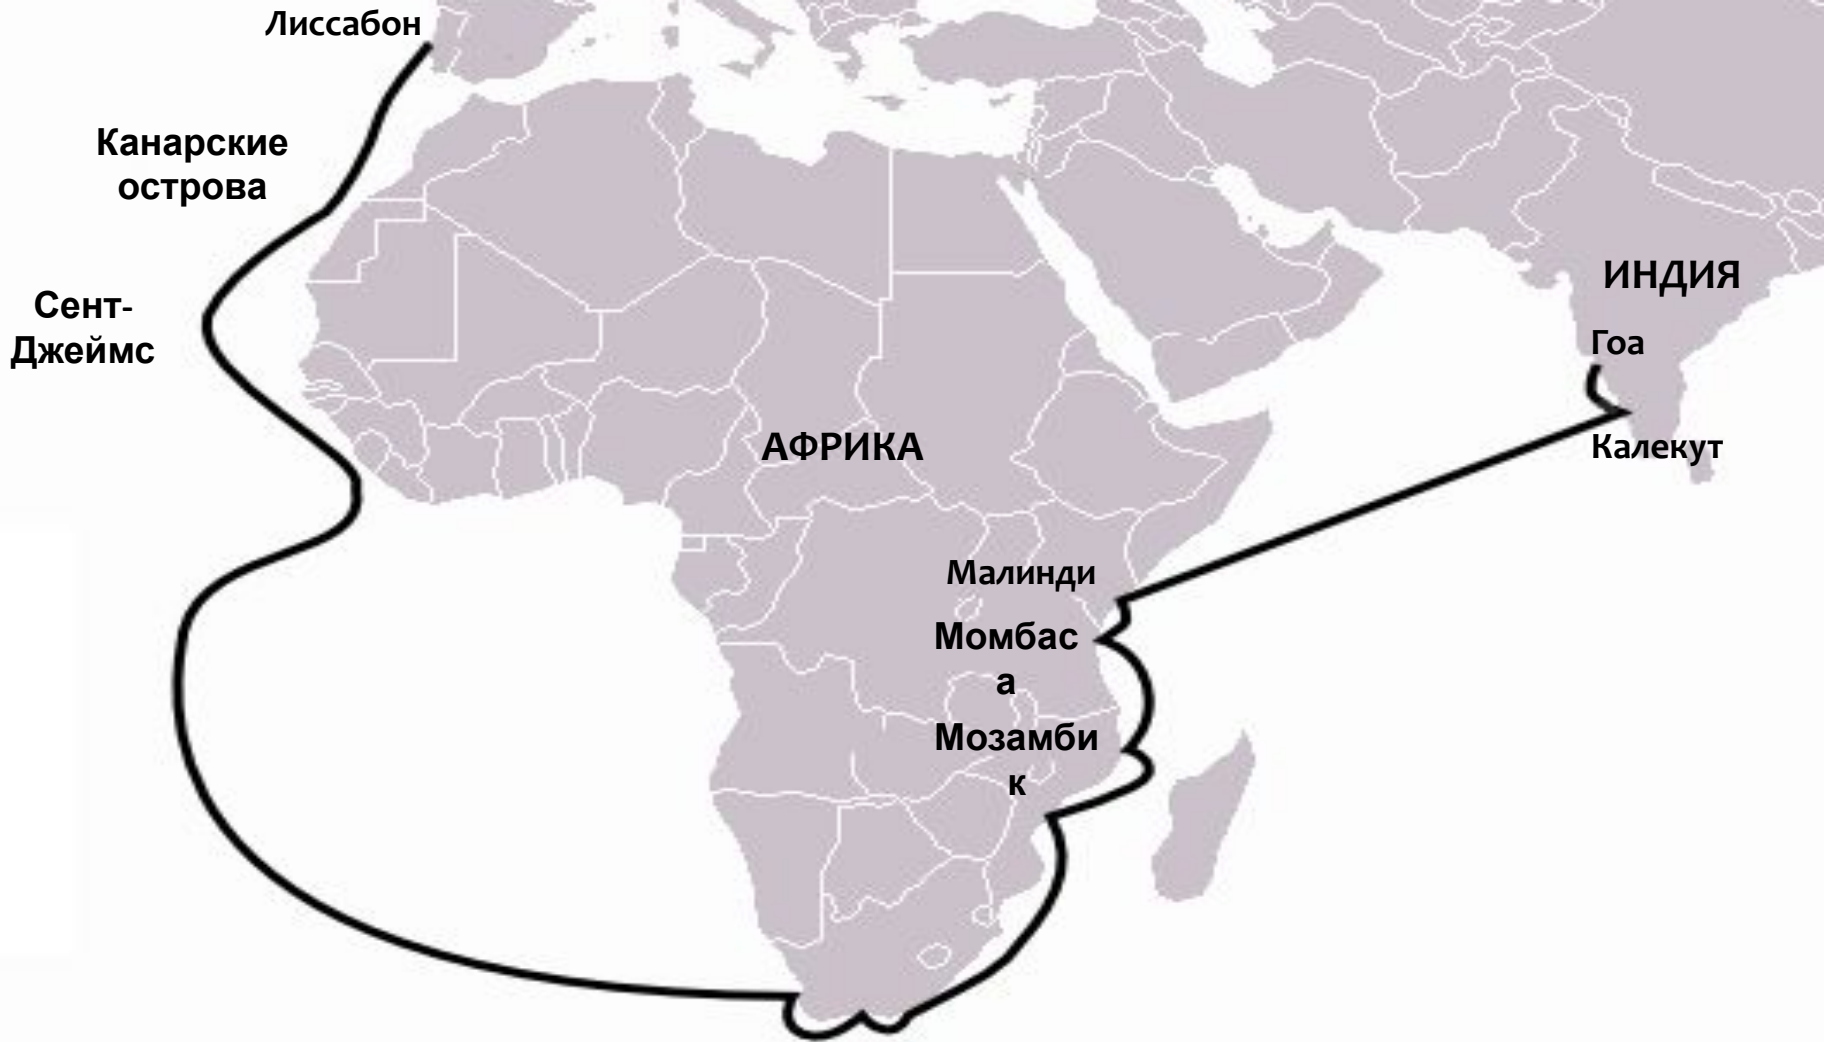 Лиссабон
Канарские
острова
Сент-
Джеймс
ИНДИЯ
Гоа
АФРИКА
Калекут
Малинди
Момбас
а
Мозамби
к